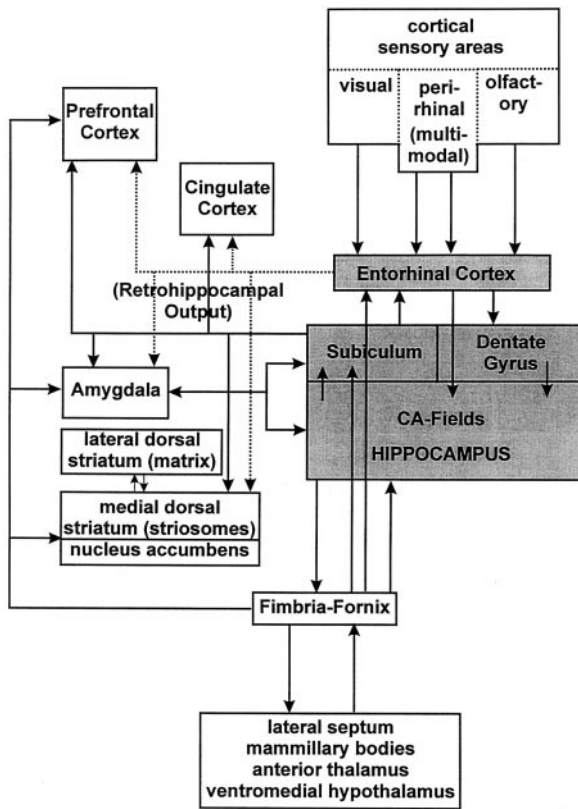 cortical
sensory areas
visual
peri-
rhinal
(multi-
modal)
olfact-
ory
Prefrontal
Cortex
Cingulate
Cortex
Entorhinal Cortex
(Retrohippocampal
Output)
Subiculum
Dentate
Gyrus
Amygdala
CA-Fields
HIPPOCAMPUS
lateral dorsal
striatum (matrix)
medial dorsal
striatum (striosomes)
nucleus accumbens
Fimbria-Fornix
lateral septum
mammillary bodies
anterior thalamus
ventromedial hypothalamus